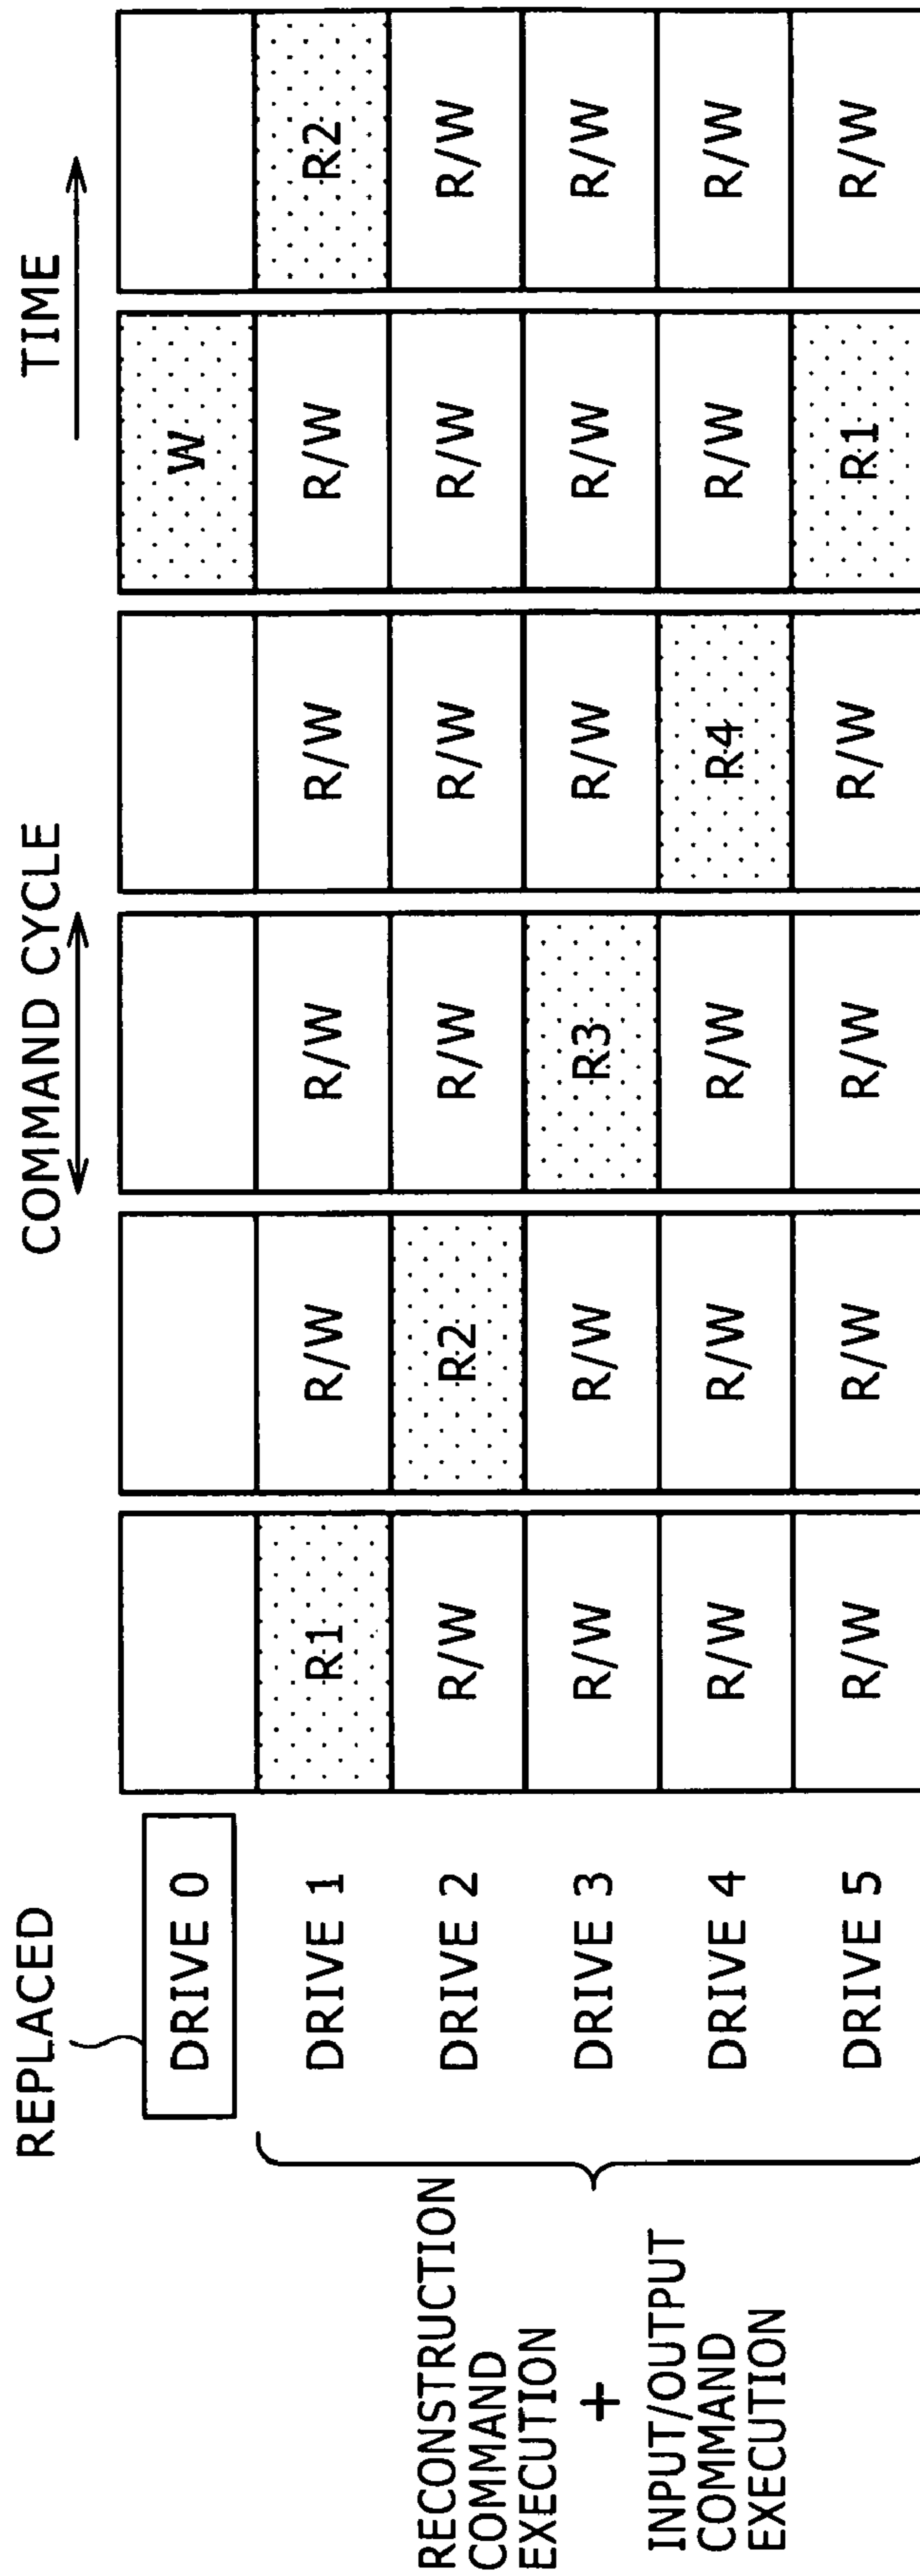 REPLACED
COMMAND CYCLE
TIME
DRIVE 0 W
DRIVE 1 R1 R/W R/W R/W R/W R2
DRIVE 2 R/W R2 R/W R/W R/W R/W
DRIVE 3 R/W R/W R3 R/W R/W R/W
DRIVE 4 R/W R/W R/W R4 R/W R/W
DRIVE 5 R/W R/W R/W R/W R1 R/W
RECONSTRUCTION
COMMAND
EXECUTION
+
INPUT/OUTPUT
COMMAND
EXECUTION